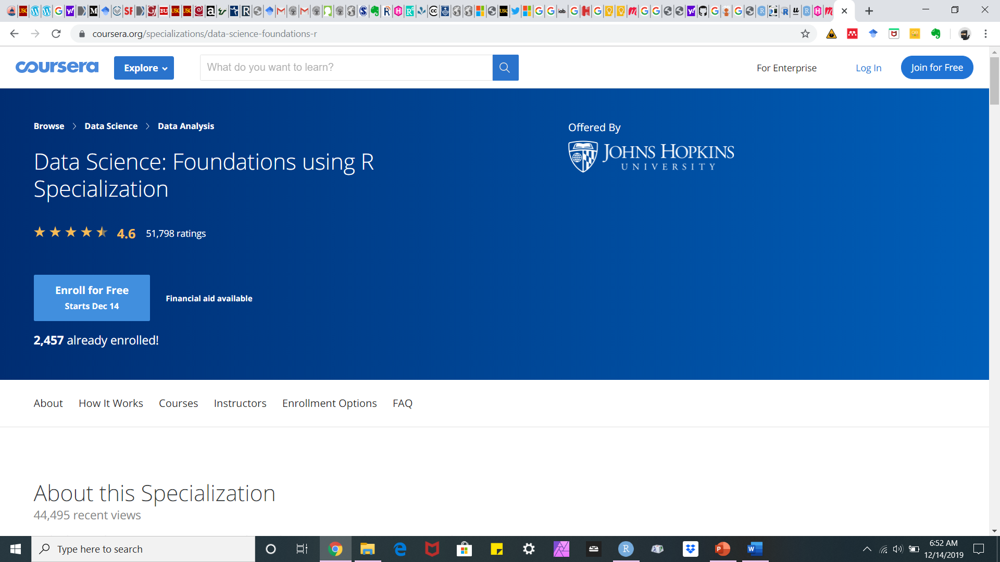 coursera.org/specializations/data-science-foundations-r
coursera
Explore
What do you want to learn?
For Enterprise
Log In
Join for Free
Browse
Data Science
Data Analysis
Offered By
JOHNS HOPKINS
UNIVERSITY
Data Science: Foundations using R
Specialization
4.6
51,798 ratings
Enroll for Free
Starts Dec 14
Financial aid available
2,457 already enrolled!
About
How It Works
Courses
Instructors
Enrollment Options
FAQ
About this Specialization
44,495 recent views
Type here to search
6:52 AM
12/14/2019